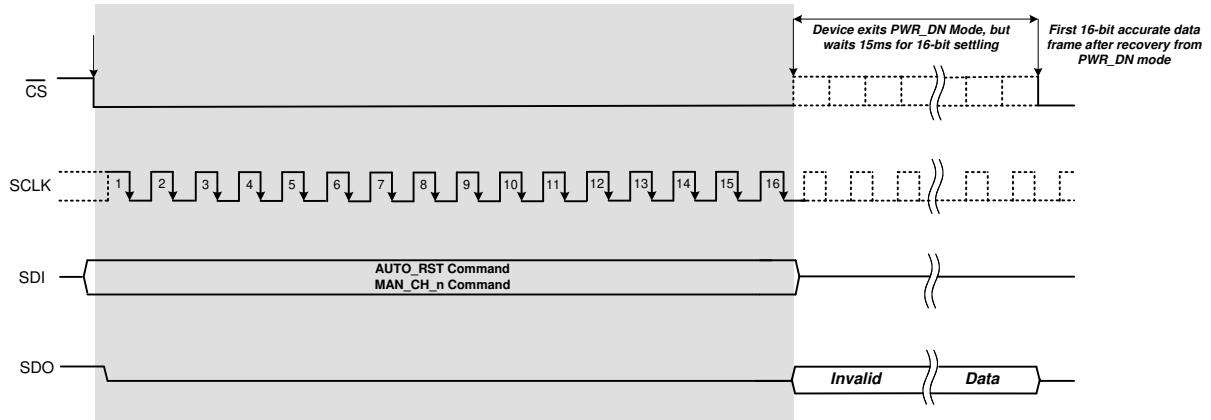 Device exits PWR_DN Mode, but
waits 15ms for 16-bit settling
First 16-bit accurate data
frame after recovery from
PWR_DN mode
CS
SCLK
1 2 3 4 5 6 7 8 9 10 11 12 13 14 15 16
SDI
AUTO_RST Command
MAN_CH_n Command
SDO
Invalid Data